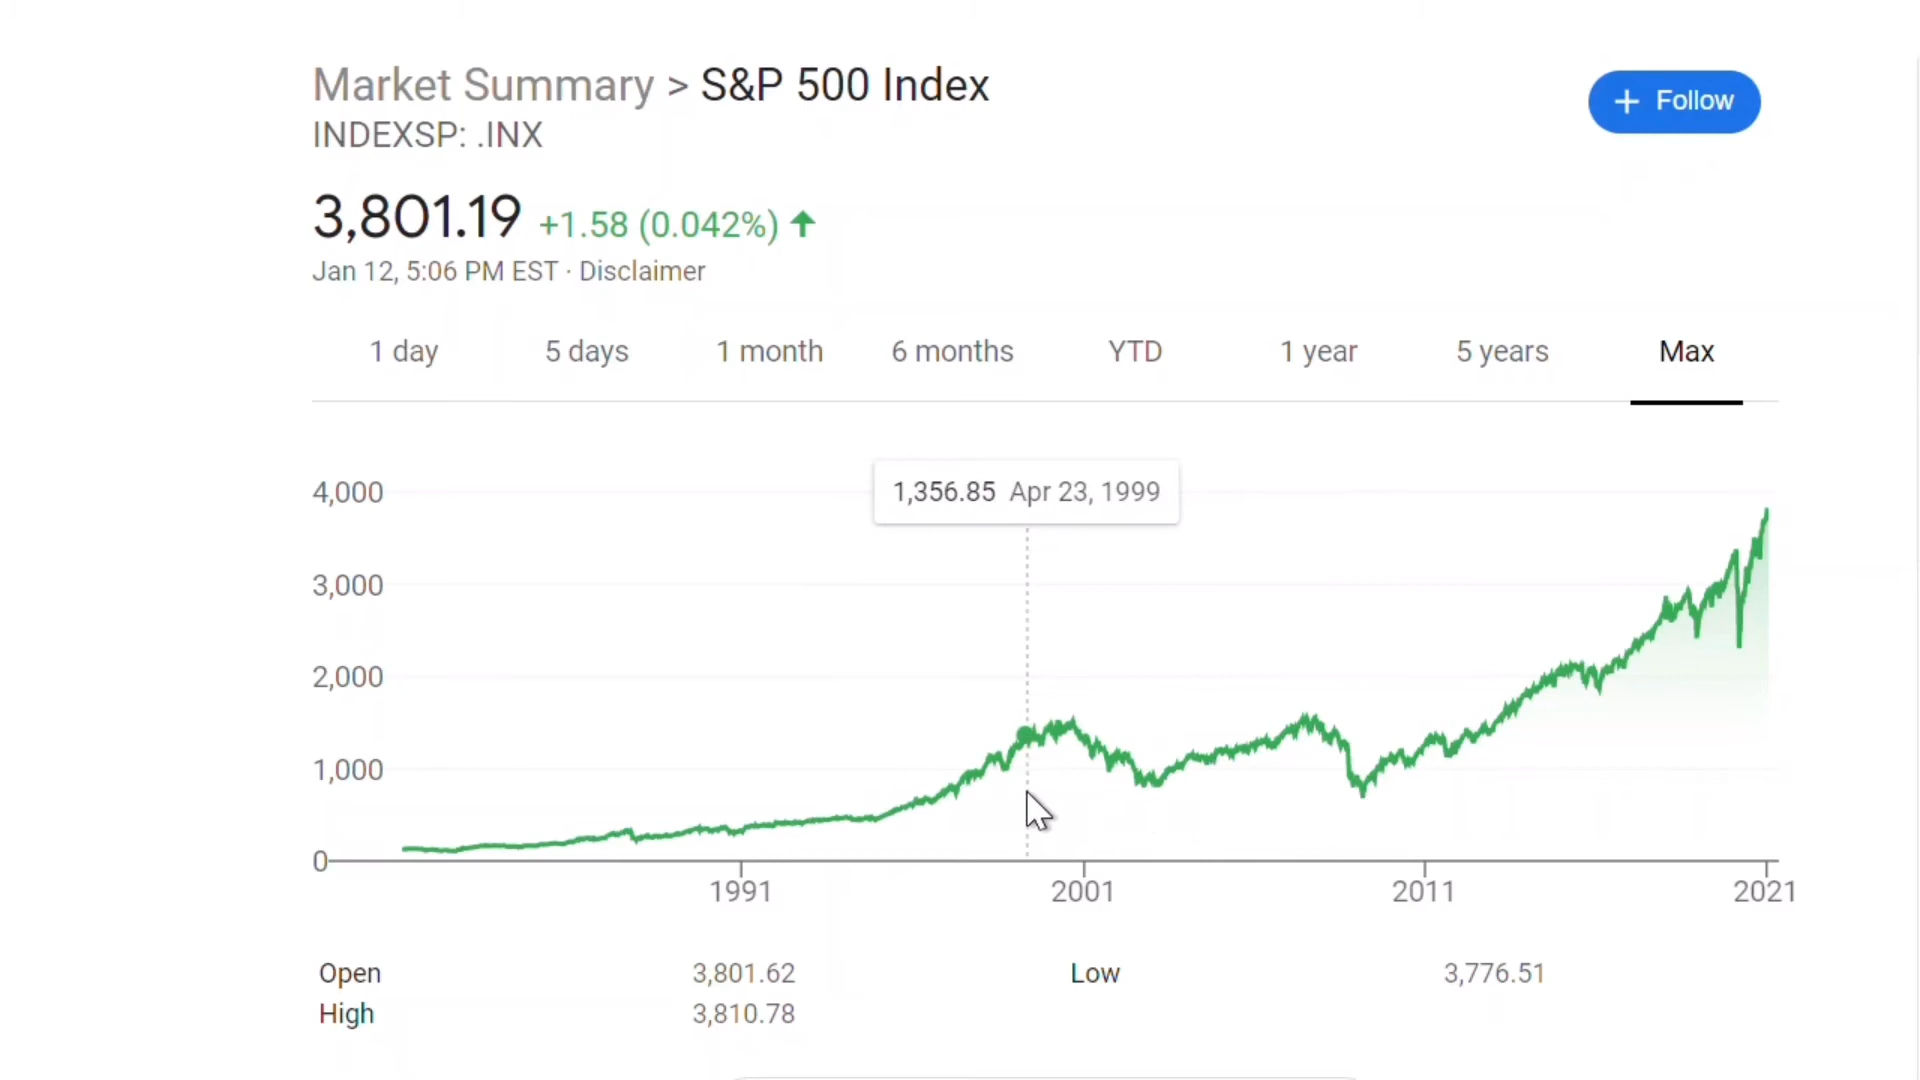 Market Summary > S&P 500 Index
+ Follow
INDEXSP: .INX
3,801.19 +1.58 (0.042%) ↑
Jan 12, 5:06 PM EST · Disclaimer
1 day 5 days 1 month 6 months YTD 1 year 5 years Max
1,356.85 Apr 23, 1999
4,000
3,000
2,000
1,000
0
1991 2001 2011 2021
Open 3,801.62 Low 3,776.51
High 3,810.78